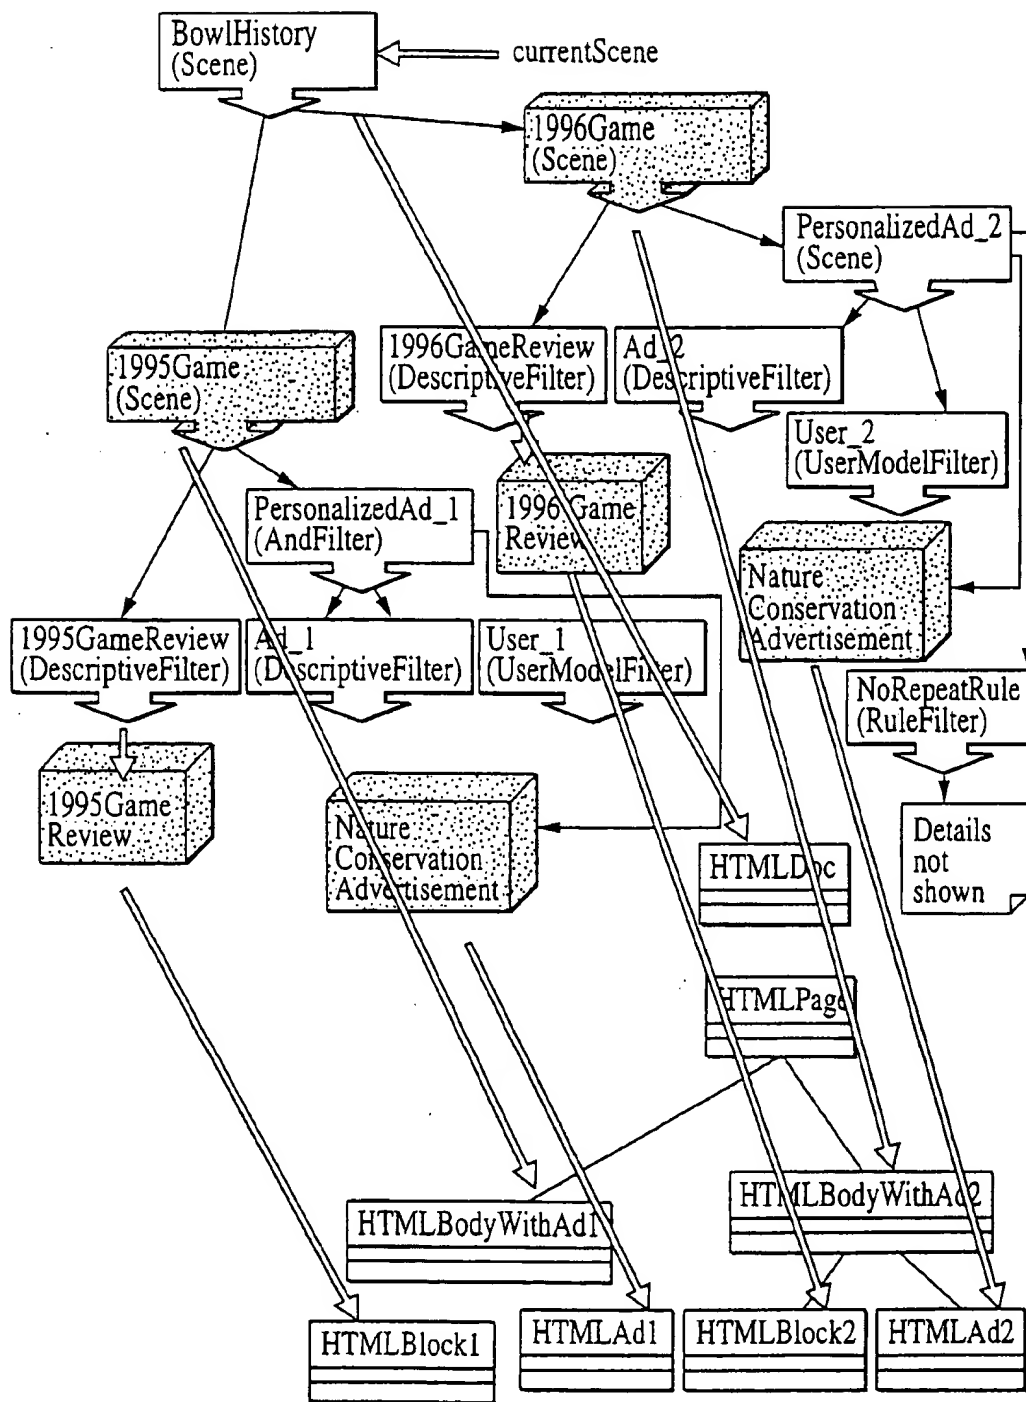 BowlHistory
(Scene)
currentScene
1996Game
(Scene)
PersonalizedAd_2
(Scene)
1995Game
(Scene)
1996GameReview
(DescriptiveFilter)
Ad_2
(DescriptiveFilter)
User_2
(UserModelFilter)
PersonalizedAd_1
(AndFilter)
1996Game
Review
Nature
Conservation
Advertisement
1995GameReview
(DescriptiveFilter)
Ad_1
(DescriptiveFilter)
User_1
(UserModelFilter)
NoRepeatRule
(RuleFilter)
1995Game
Review
Nature
Conservation
Advertisement
Details
not
shown
HTMLDoc
HTMLPage
HTMLBodyWithAd1
HTMLBodyWithAd2
HTMLBlock1
HTMLAd1
HTMLBlock2
HTMLAd2